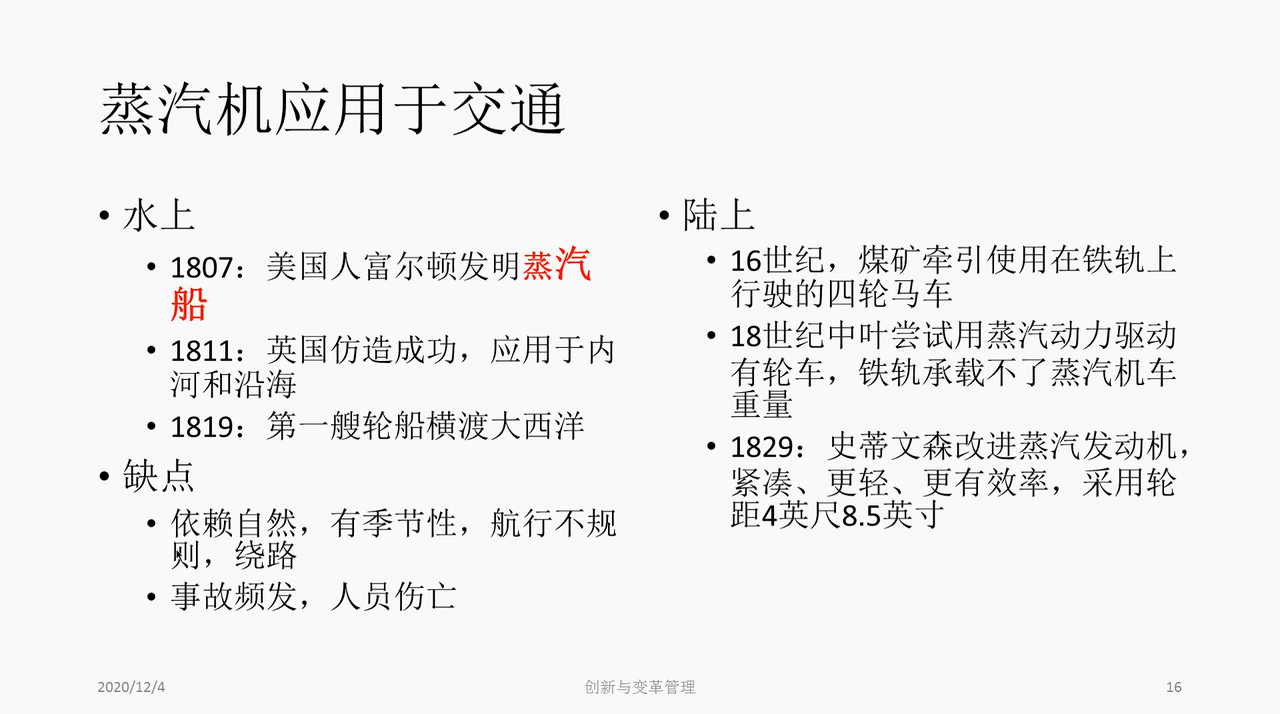 蒸汽机应用于交通
• 水上
• 1807：美国人富尔顿发明蒸汽
船
• 1811：英国仿造成功，应用于内
河和沿海
• 1819：第一艘轮船横渡大西洋
• 缺点
• 依赖自然，有季节性，航行不规
则，绕路
• 事故频发，人员伤亡
• 陆上
• 16世纪，煤矿牵引使用在铁轨上
行驶的四轮马车
• 18世纪中叶尝试用蒸汽动力驱动
有轮车，铁轨承载不了蒸汽机车
重量
• 1829：史蒂文森改进蒸汽发动机，
紧凑、更轻、更有效率，采用轮
距4英尺8.5英寸
2020/12/4
创新与变革管理
16